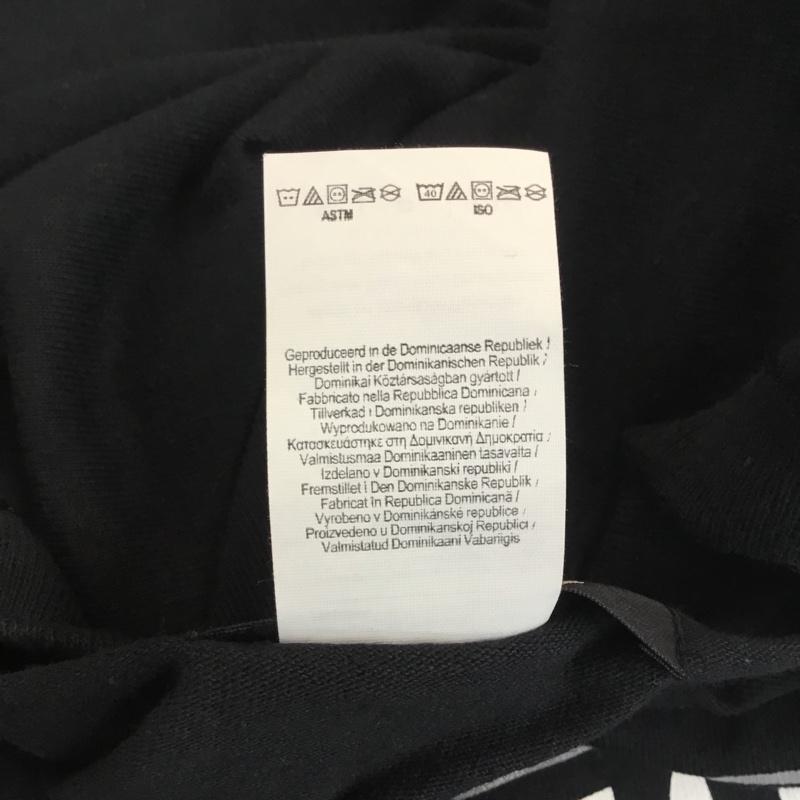 40
ASTM ISO
Geproduceerd in de Dominicaanse Republiek /
Hergestellt in der Dominikanischen Republik /
Dominikai Köztársaságban gyártott /
Fabbricato nella Repubblica Dominicana /
Tillverkad i Dominikanska republiken /
Wyprodukowano na Dominikanie /
Κατασκευάστηκε στη Δομινικανή Δημοκρατία /
Valmistusmaa Dominikaaninen tasavalta /
Izdelano v Dominikanski republiki /
Fremstillet i Den Dominikanske Republik /
Fabricat în Republica Dominicană /
Vyrobeno v Dominikánské republice /
Proizvedeno u Dominikanskoj Republici /
Valmistatud Dominikaani Vabariigis